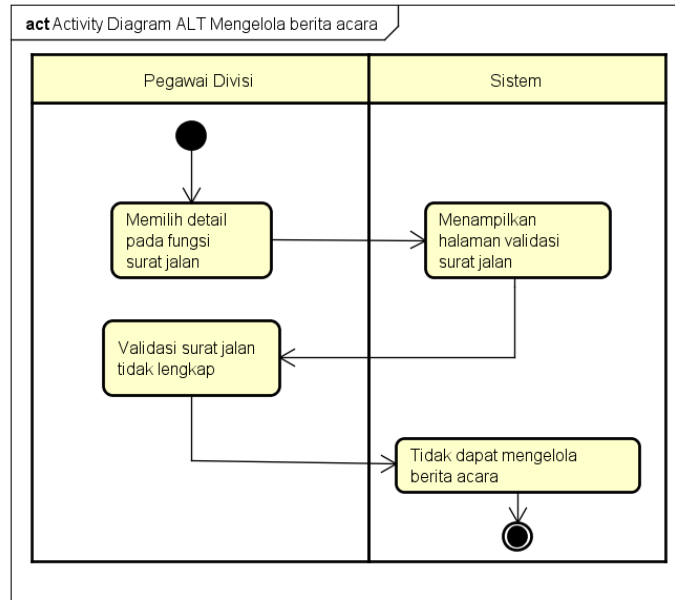 act Activity Diagram ALT Mengelola berita acara
Pegawai Divisi
Sistem
Memilih detail
pada fungsi
surat jalan
Menampilkan
halaman validasi
surat jalan
Validasi surat jalan
tidak lengkap
Tidak dapat mengelola
berita acara